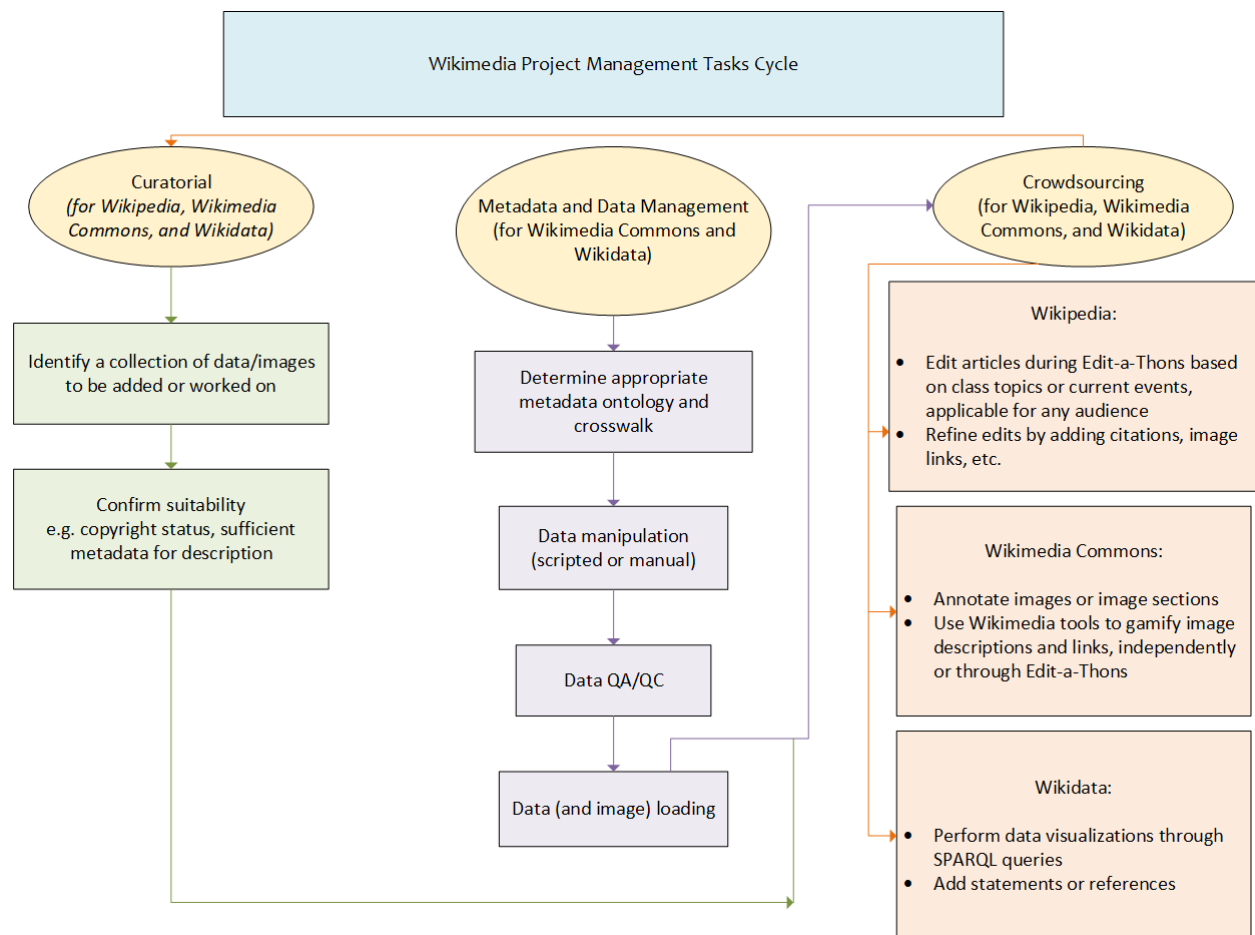 Wikimedia Project Management Tasks Cycle
Curatorial
(for Wikipedia, Wikimedia
Commons, and Wikidata)
Identify a collection of data/images
to be added or worked on
Confirm suitability
e.g. copyright status, sufficient
metadata for description
Metadata and Data Management
(for Wikimedia Commons and
Wikidata)
Determine appropriate
metadata ontology and
crosswalk
Data manipulation
(scripted or manual)
Data QA/QC
Data (and image) loading
Crowdsourcing
(for Wikipedia, Wikimedia
Commons, and Wikidata)
Wikipedia:
• Edit articles during Edit-a-Thons based
on class topics or current events,
applicable for any audience
• Refine edits by adding citations, image
links, etc.
Wikimedia Commons:
• Annotate images or image sections
• Use Wikimedia tools to gamify image
descriptions and links, independently
or through Edit-a-Thons
Wikidata:
• Perform data visualizations through
SPARQL queries
• Add statements or references